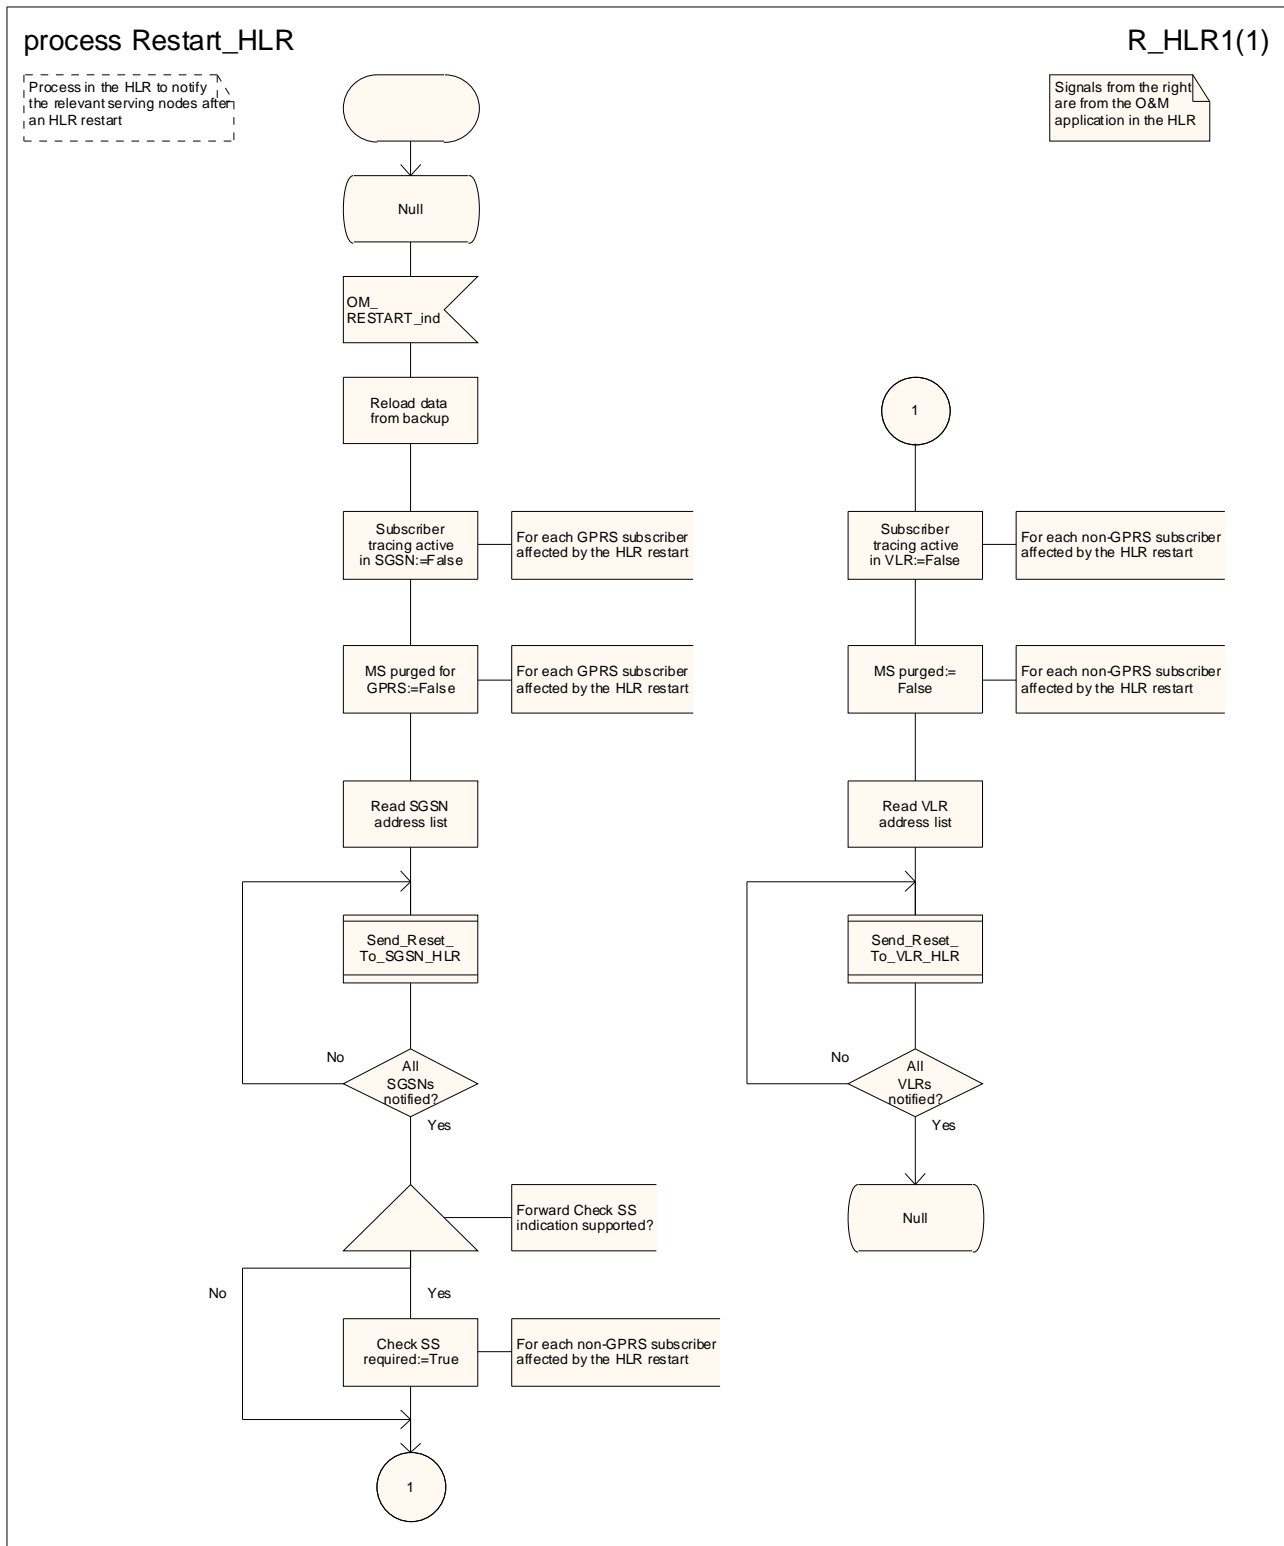 process Restart_HLR
R_HLR1(1)
Process in the HLR to notify
the relevant serving nodes after
an HLR restart
Signals from the right
are from the O&M
application in the HLR
Null
OM_
RESTART_ind
Reload data
from backup
Subscriber
tracing active
in SGSN:=False
For each GPRS subscriber
affected by the HLR restart
MS purged for
GPRS:=False
For each GPRS subscriber
affected by the HLR restart
Read SGSN
address list
Send_Reset_
To_SGSN_HLR
No
All
SGSNs
notified?
Yes
Forward Check SS
indication supported?
No
Yes
Check SS
required:=True
For each non-GPRS subscriber
affected by the HLR restart
1
1
Subscriber
tracing active
in VLR:=False
For each non-GPRS subscriber
affected by the HLR restart
MS purged:=
False
For each non-GPRS subscriber
affected by the HLR restart
Read VLR
address list
Send_Reset_
To_VLR_HLR
No
All
VLRs
notified?
Yes
Null